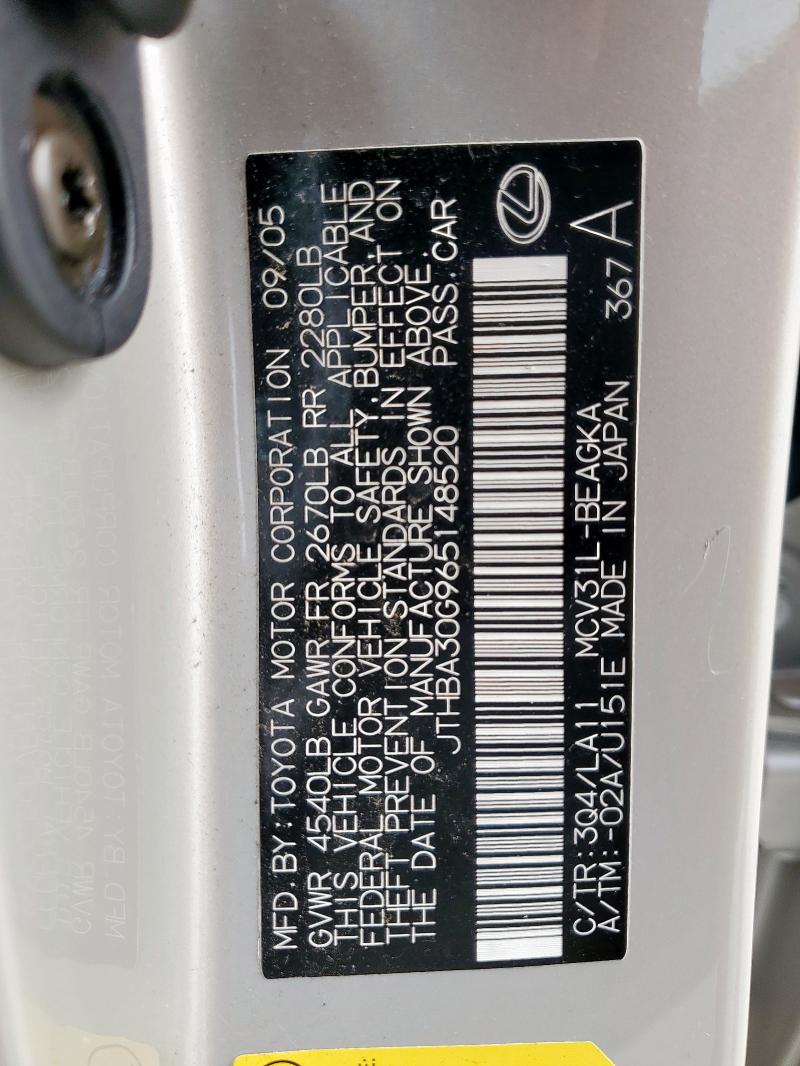 MFD.BY:TOYOTA MOTOR CORPORATION 09/05
GVWR 4540LB GAWR FR 2670LB RR 2280LB
THIS VEHICLE CONFORMS TO ALL APPLICABLE
FEDERAL MOTOR VEHICLE SAFETY,BUMPER,AND
THEFT PREVENTION STANDARDS IN EFFECT ON
THE DATE OF MANUFACTURE SHOWN ABOVE.
JTHBA30G965148520 PASS.CAR
C/TR:3Q4/LA11 MCV31L-BEAGKA
A/TM:-02A/U151E MADE IN JAPAN 367 A